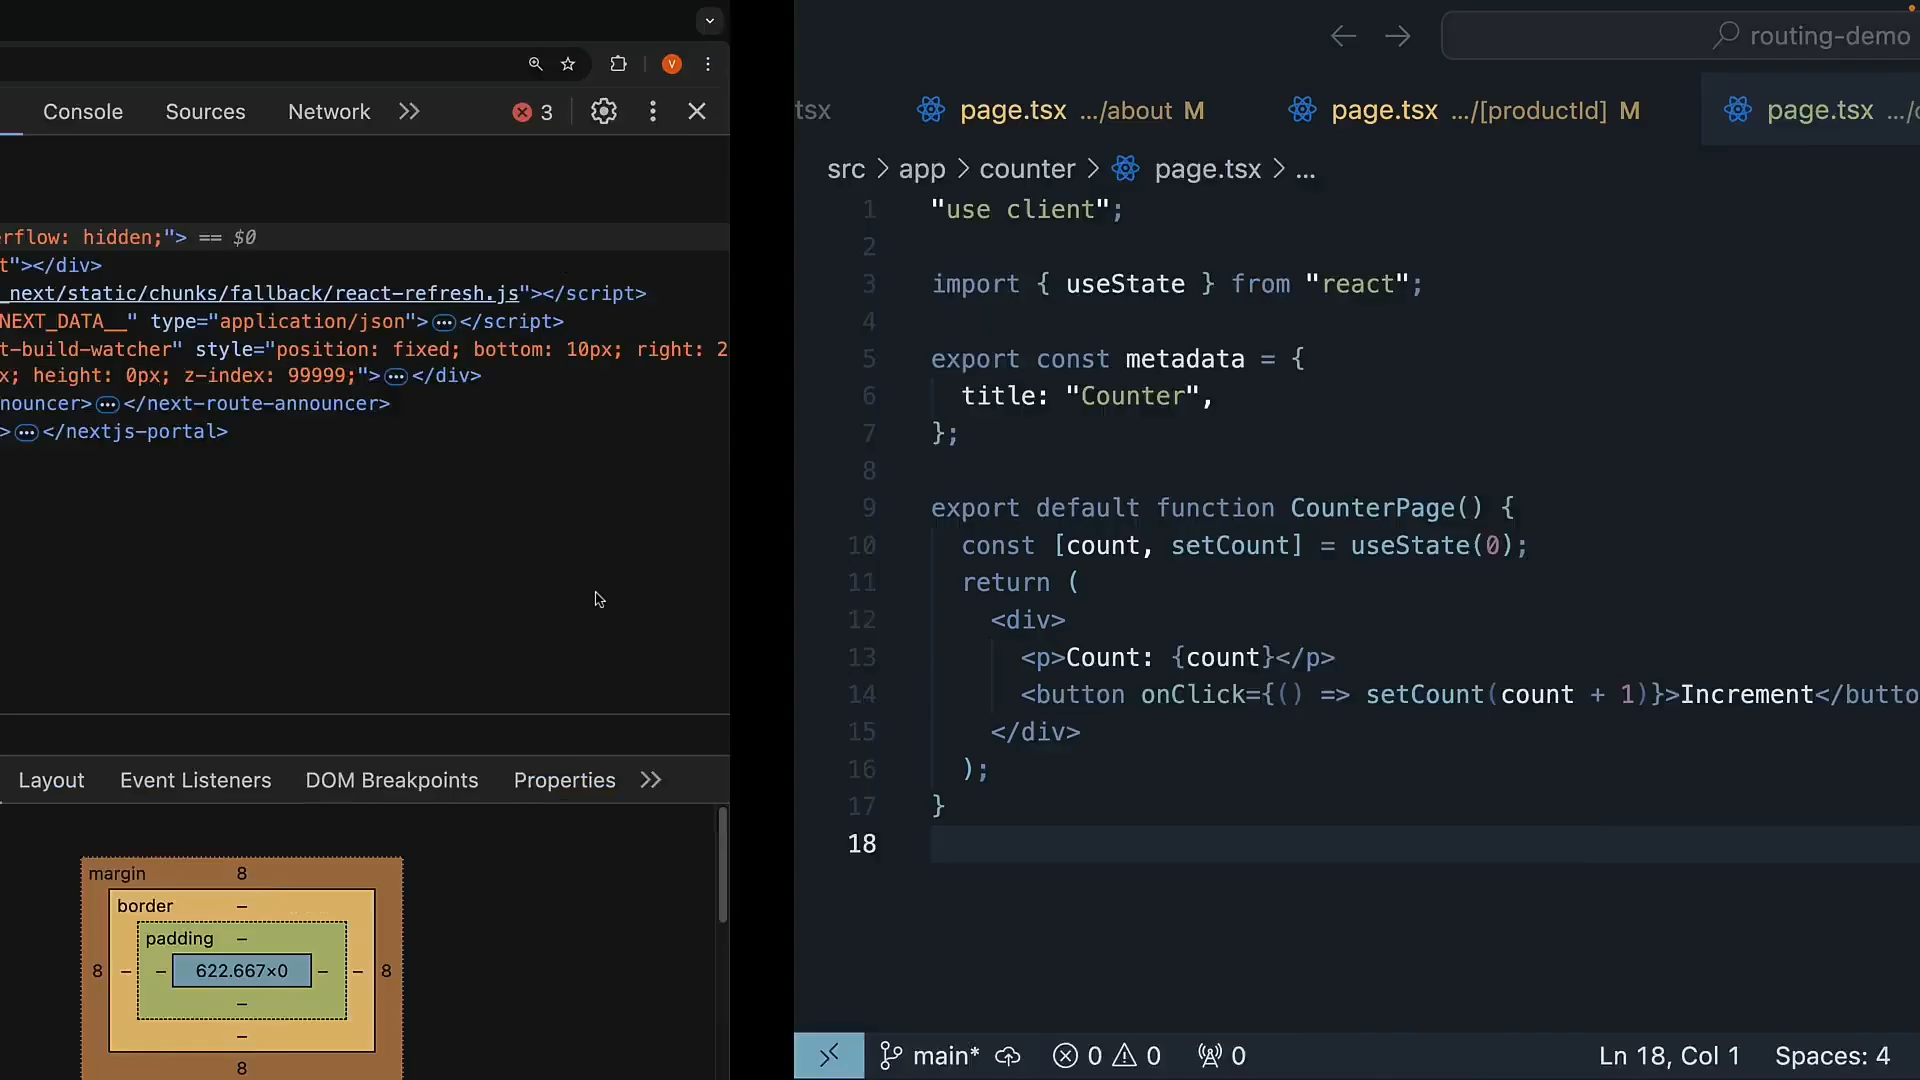 V
Console Sources Network 3
erflow: hidden;"> == $0
t"></div>
_next/static/chunks/fallback/react-refresh.js"></script>
NEXT_DATA__" type="application/json">…</script>
t-build-watcher" style="position: fixed; bottom: 10px; right: 2
x; height: 0px; z-index: 99999;">…</div>
nouncer>…</next-route-announcer>
>…</nextjs-portal>
Layout Event Listeners DOM Breakpoints Properties
margin 8
border –
padding –
8 – – 622.667×0 – – 8
–
–
8
routing-demo
tsx page.tsx .../about M page.tsx .../[productId] M page.tsx .../c
src > app > counter > page.tsx > ...
1 "use client";
2
3 import { useState } from "react";
4
5 export const metadata = {
6 title: "Counter",
7 };
8
9 export default function CounterPage() {
10 const [count, setCount] = useState(0);
11 return (
12 <div>
13 <p>Count: {count}</p>
14 <button onClick={() => setCount(count + 1)}>Increment</butto
15 </div>
16 );
17 }
18
main* 0 0 0 Ln 18, Col 1 Spaces: 4